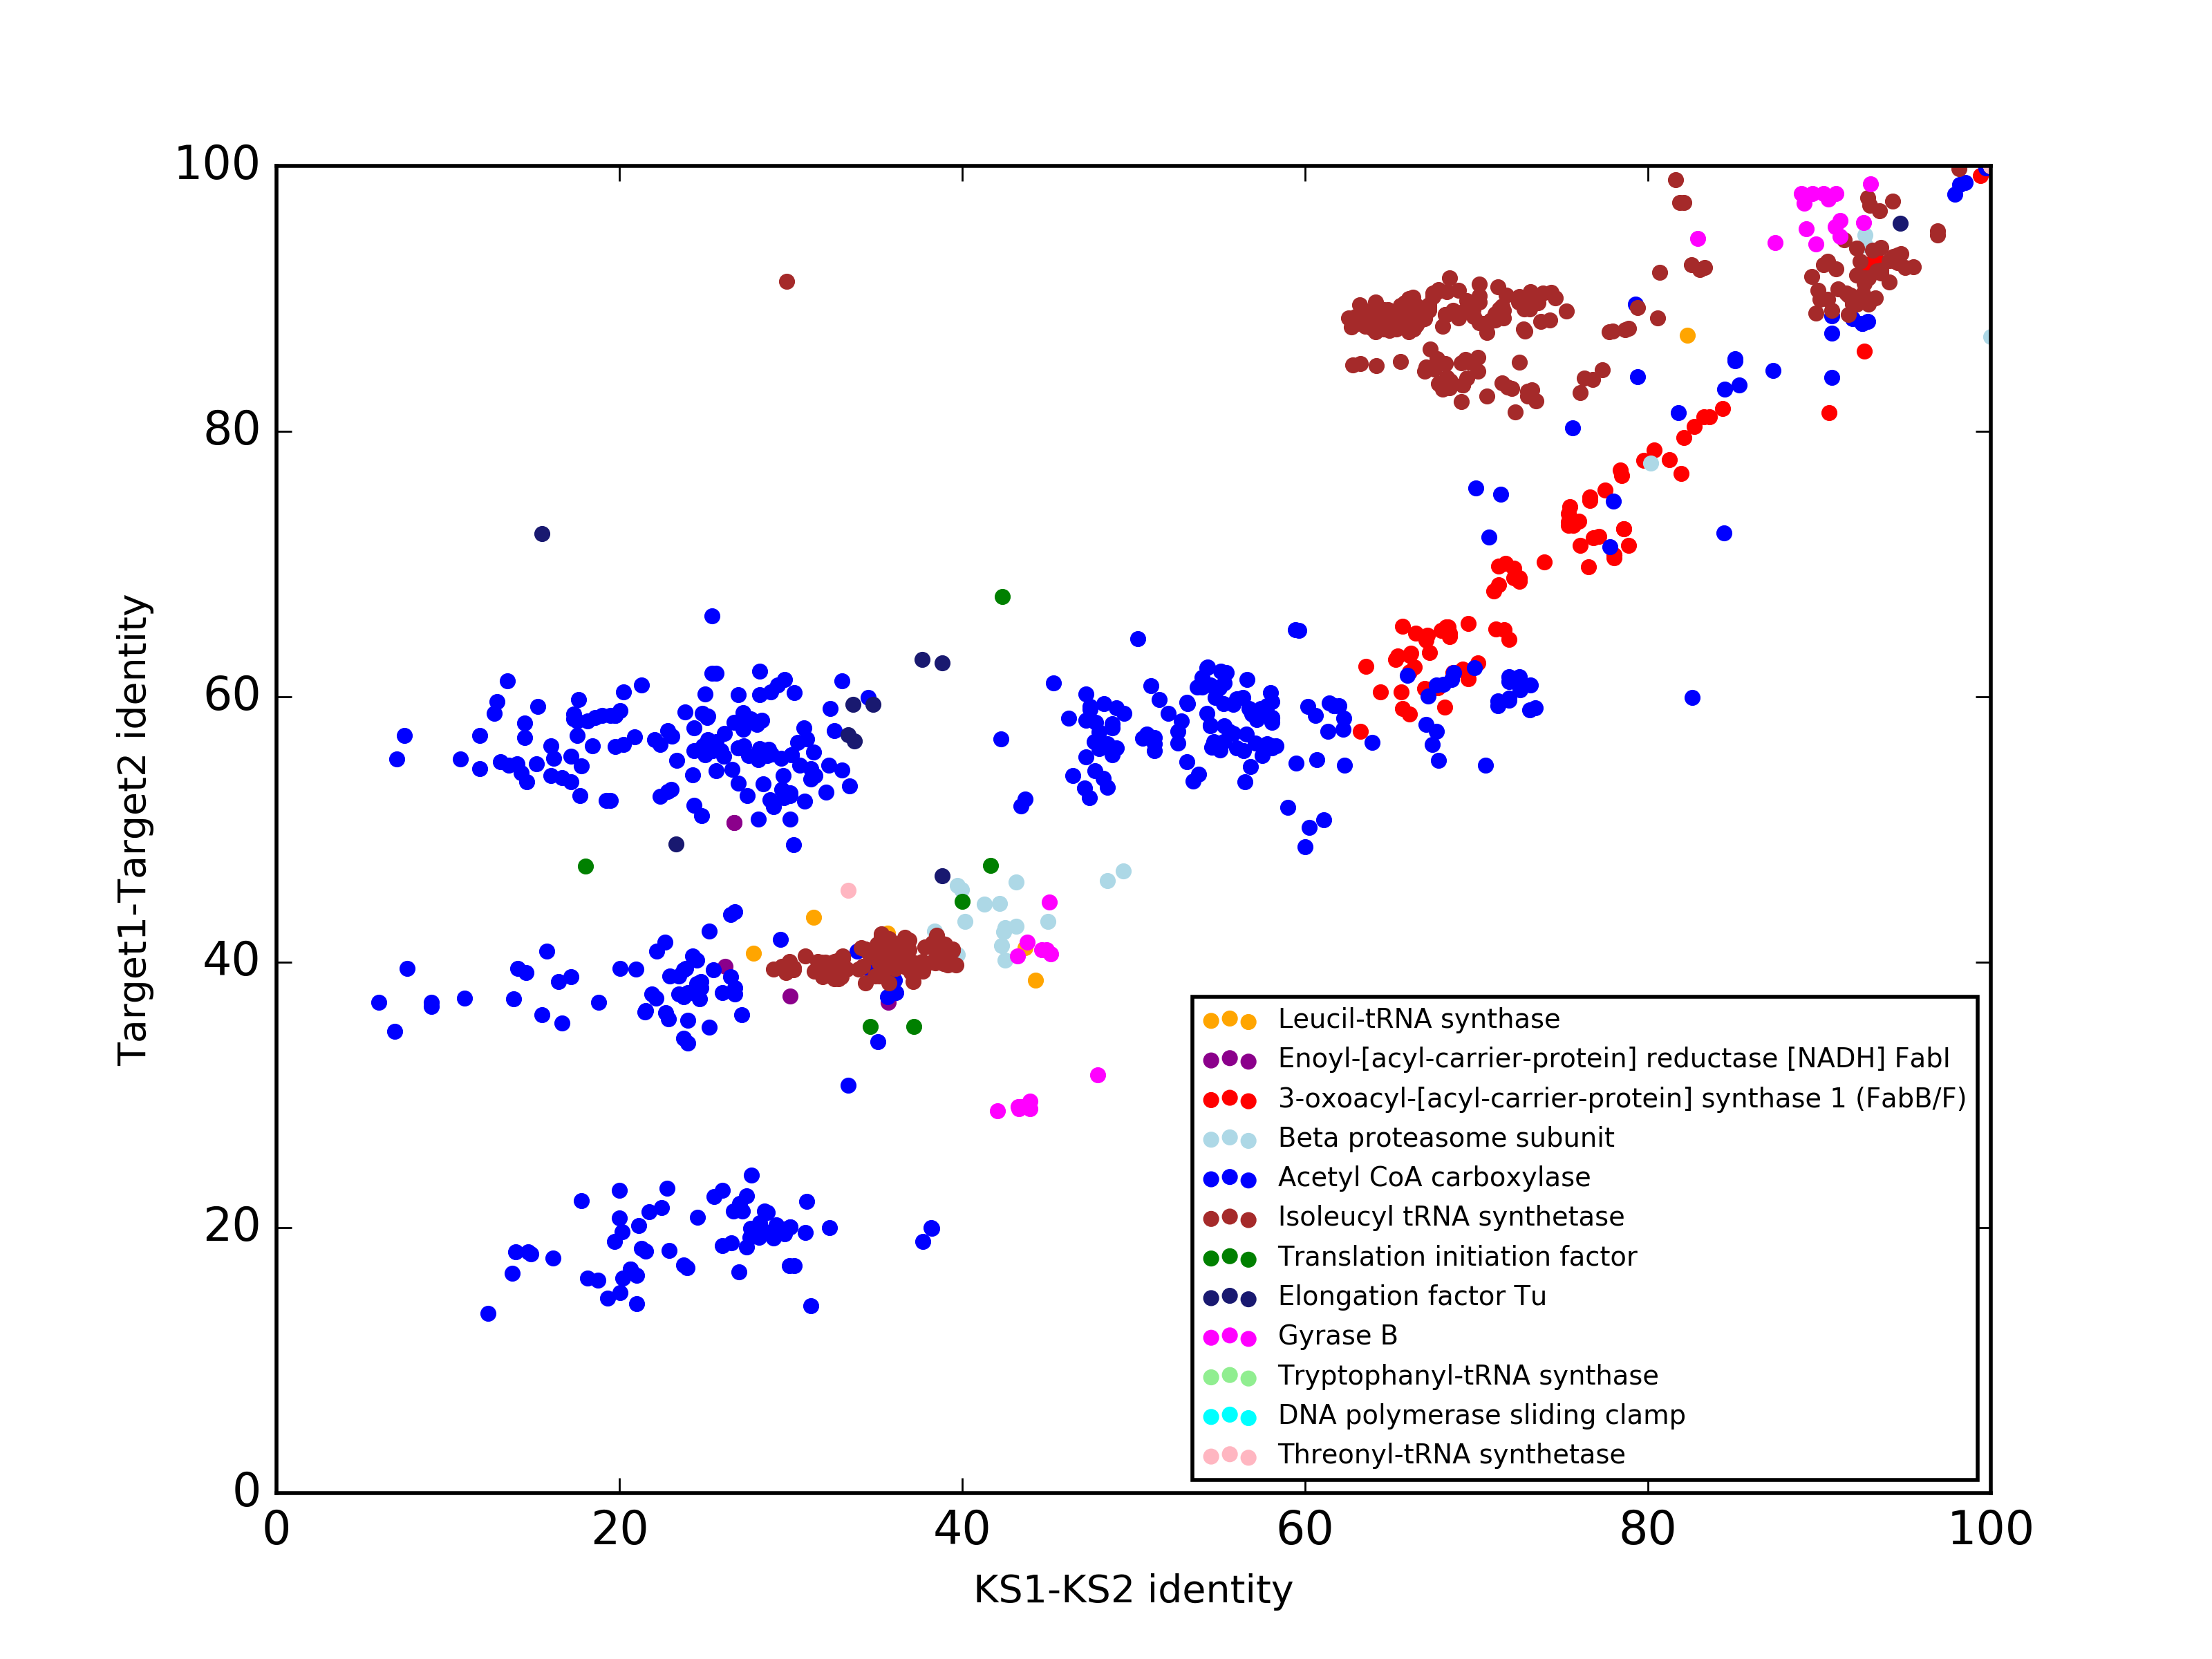 100
80
60
40
20
0
Target1-Target2 identity
Leucil-tRNA synthase
Enoyl-[acyl-carrier-protein] reductase [NADH] FabI
3-oxoacyl-[acyl-carrier-protein] synthase 1 (FabB/F)
Beta proteasome subunit
Acetyl CoA carboxylase
Isoleucyl tRNA synthetase
Translation initiation factor
Elongation factor Tu
Gyrase B
Tryptophanyl-tRNA synthase
DNA polymerase sliding clamp
Threonyl-tRNA synthetase
0 20 40 60 80 100
KS1-KS2 identity